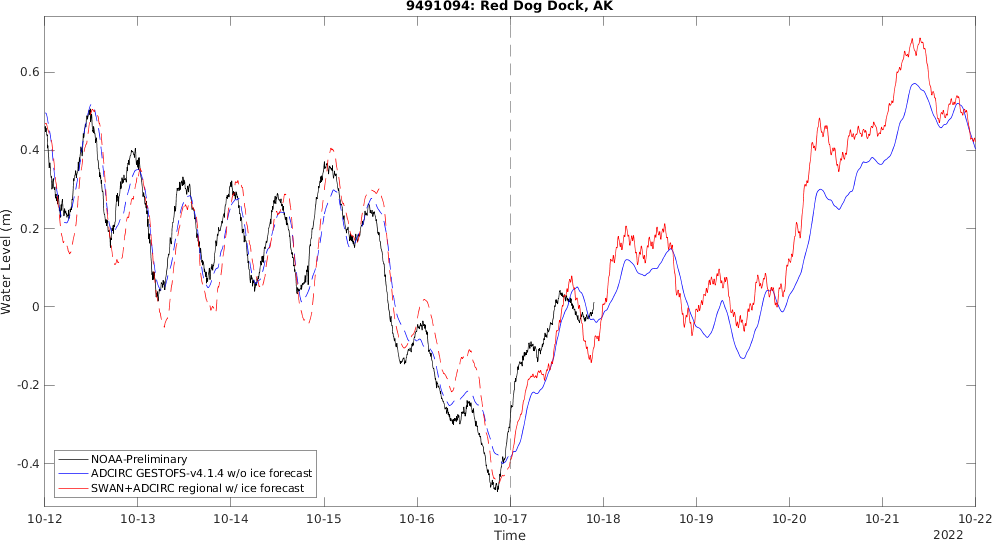 9491094: Red Dog Dock, AK
Water Level (m)
0.6
0.4
0.2
0
-0.2
-0.4
NOAA-Preliminary
ADCIRC GESTOFS-v4.1.4 w/o ice forecast
SWAN+ADCIRC regional w/ ice forecast
10-12 10-13 10-14 10-15 10-16 10-17 10-18 10-19 10-20 10-21 10-22
Time
2022